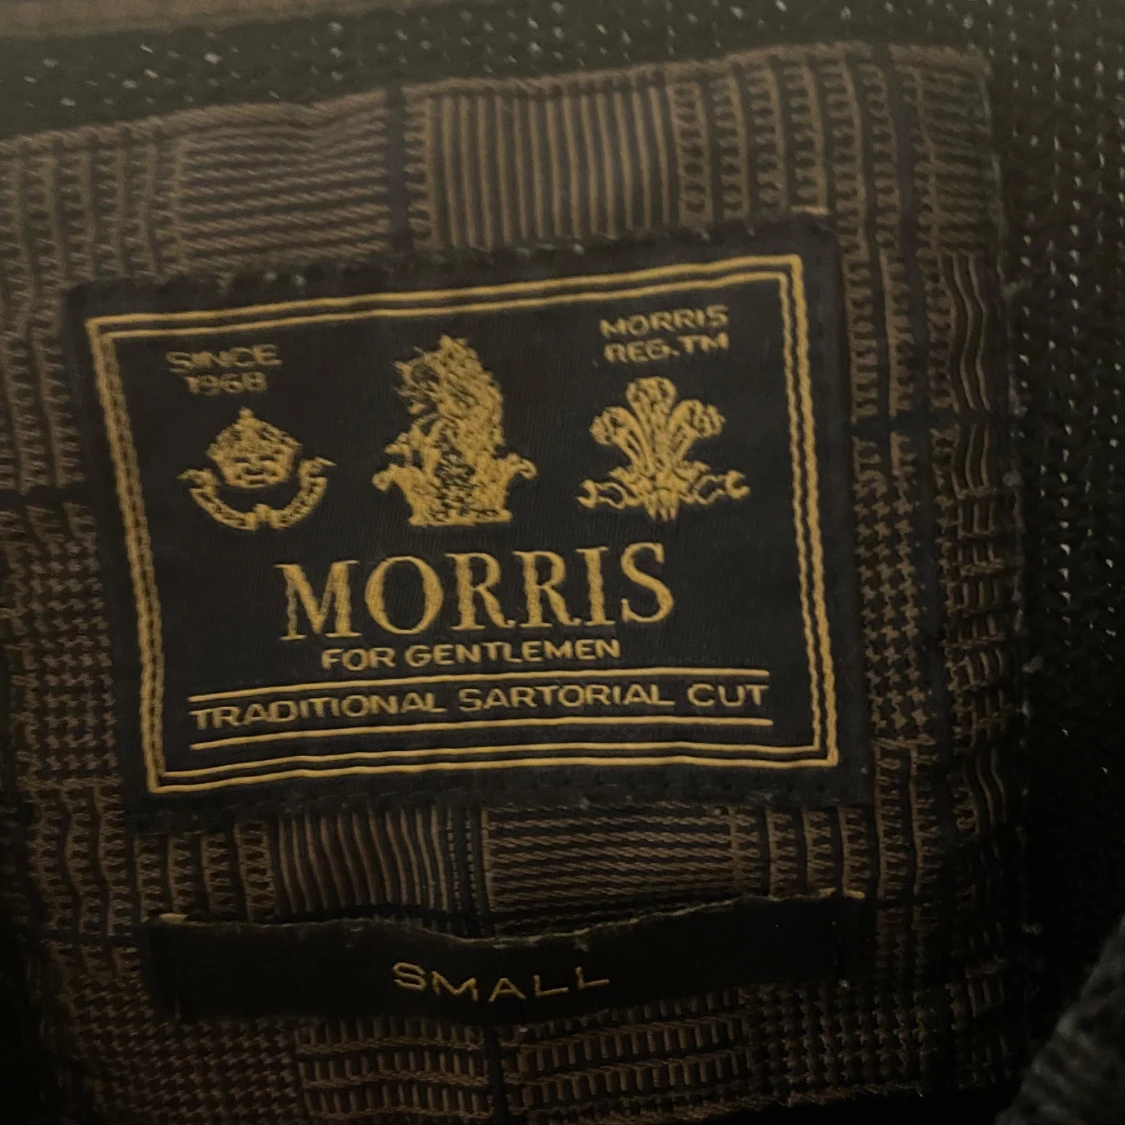 SINCE
1968
MORRIS
REG.TM
MORRIS
FOR GENTLEMEN
TRADITIONAL SARTORIAL CUT
SMALL